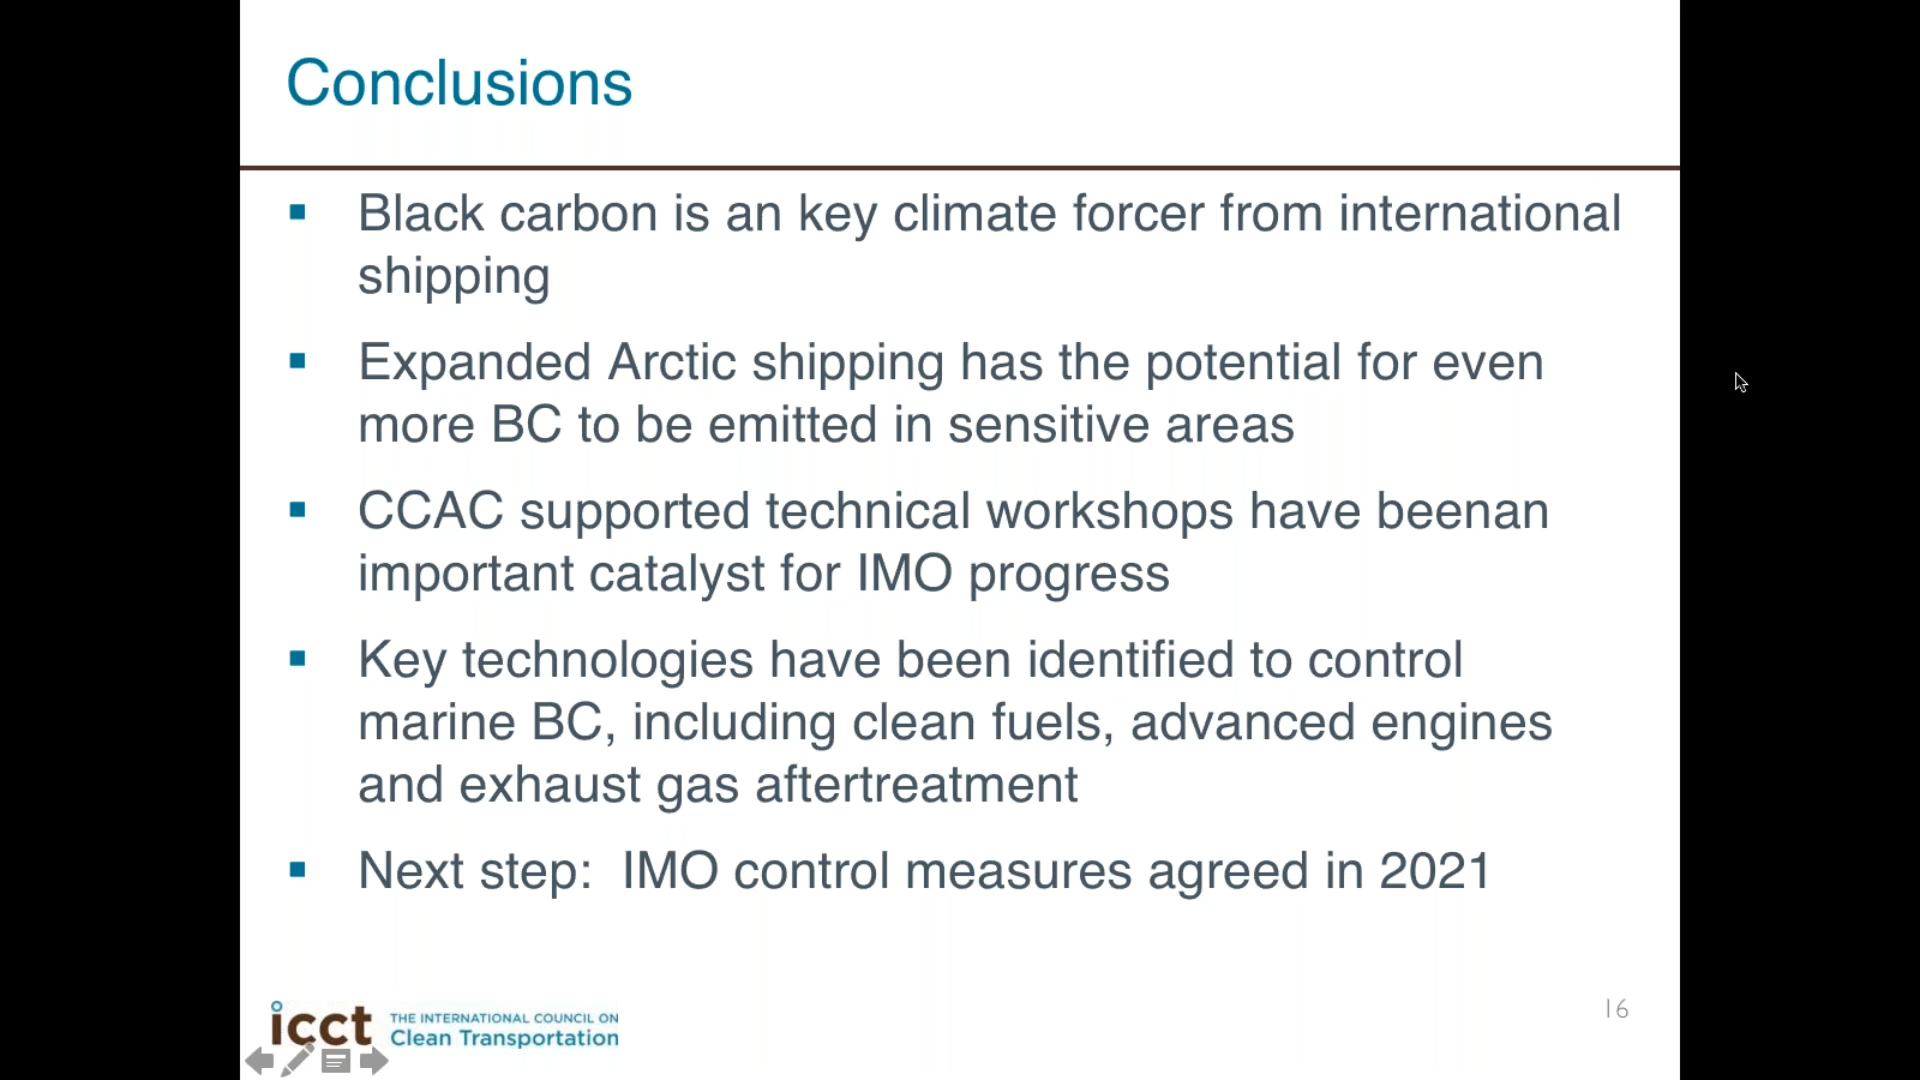 Conclusions
▪ Black carbon is an key climate forcer from international
shipping
▪ Expanded Arctic shipping has the potential for even
more BC to be emitted in sensitive areas
▪ CCAC supported technical workshops have beenan
important catalyst for IMO progress
▪ Key technologies have been identified to control
marine BC, including clean fuels, advanced engines
and exhaust gas aftertreatment
▪ Next step:  IMO control measures agreed in 2021
icct THE INTERNATIONAL COUNCIL ON
Clean Transportation
16